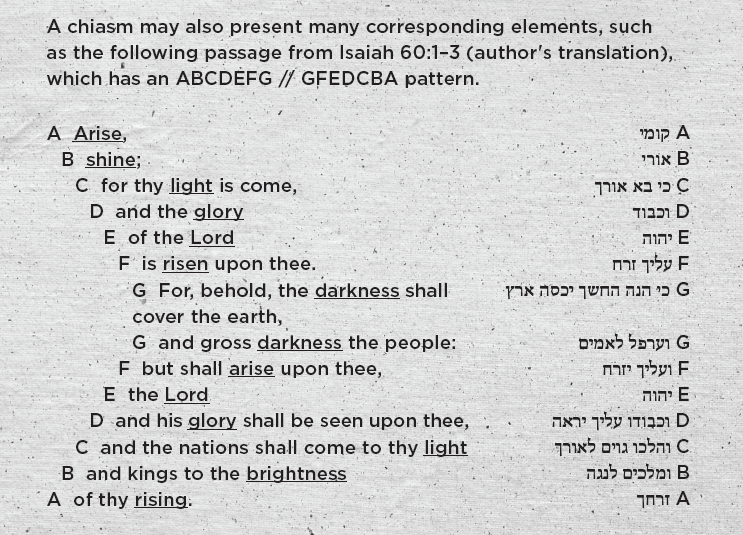 A chiasm may also present many corresponding elements, such
as the following passage from Isaiah 60:1–3 (author's translation),
which has an ABCDEFG // GFEDCBA pattern.
A Arise, קומי A
B shine; אורי B
C for thy light is come, כי בא אורך C
D and the glory וכבוד D
E of the Lord יהוה E
F is risen upon thee. עליך זרח F
G For, behold, the darkness shall כי הנה החשך יכסה ארץ G
cover the earth,
G and gross darkness the people: וערפל לאמים G
F but shall arise upon thee, ועליך יזרח F
E the Lord יהוה E
D and his glory shall be seen upon thee, וכבודו עליך יראה D
C and the nations shall come to thy light והלכו גוים לאורך C
B and kings to the brightness ומלכים לנגה B
A of thy rising. זרחך A